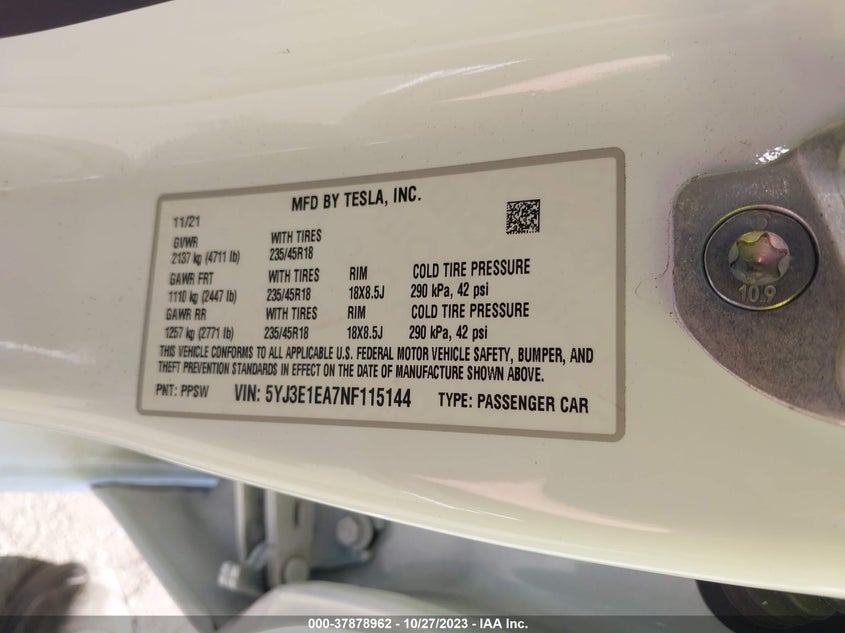 MFD BY TESLA, INC.
11/21
GVWR WITH TIRES
2137 kg (4711 lb) 235/45R18
GAWR FRT WITH TIRES RIM COLD TIRE PRESSURE
1110 kg (2447 lb) 235/45R18 18X8.5J 290 kPa, 42 psi
GAWR RR WITH TIRES RIM COLD TIRE PRESSURE
1257 kg (2771 lb) 235/45R18 18X8.5J 290 kPa, 42 psi
THIS VEHICLE CONFORMS TO ALL APPLICABLE U.S. FEDERAL MOTOR VEHICLE SAFETY, BUMPER, AND
THEFT PREVENTION STANDARDS IN EFFECT ON THE DATE OF MANUFACTURE SHOWN ABOVE.
PNT: PPSW VIN: 5YJ3E1EA7NF115144 TYPE: PASSENGER CAR
10.9
000-37878962 - 10/27/2023 - IAA Inc.